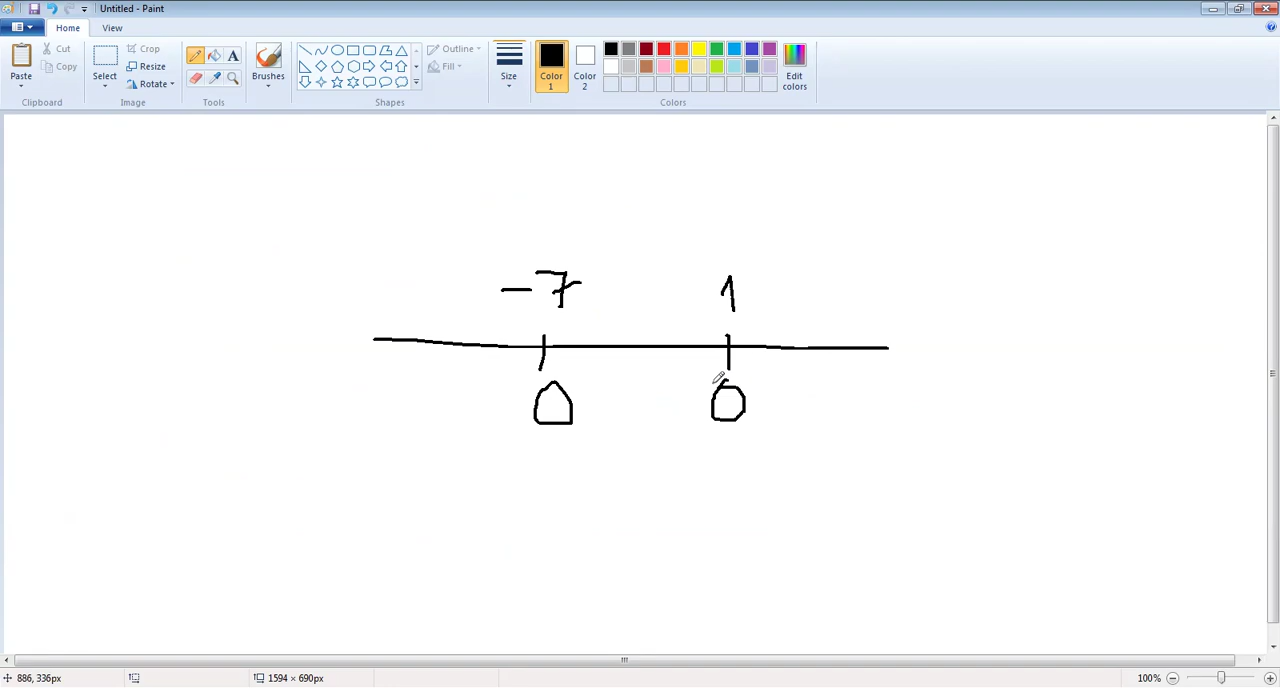 Untitled - Paint
Home View
Paste
Cut
Copy
Clipboard
Select
Crop
Resize
Rotate
Image
Tools
Brushes
Shapes
Outline
Fill
Size
Color 1
Color 2
Edit colors
Colors
-7 1
0 0
886, 336px
1594 × 690px
100%